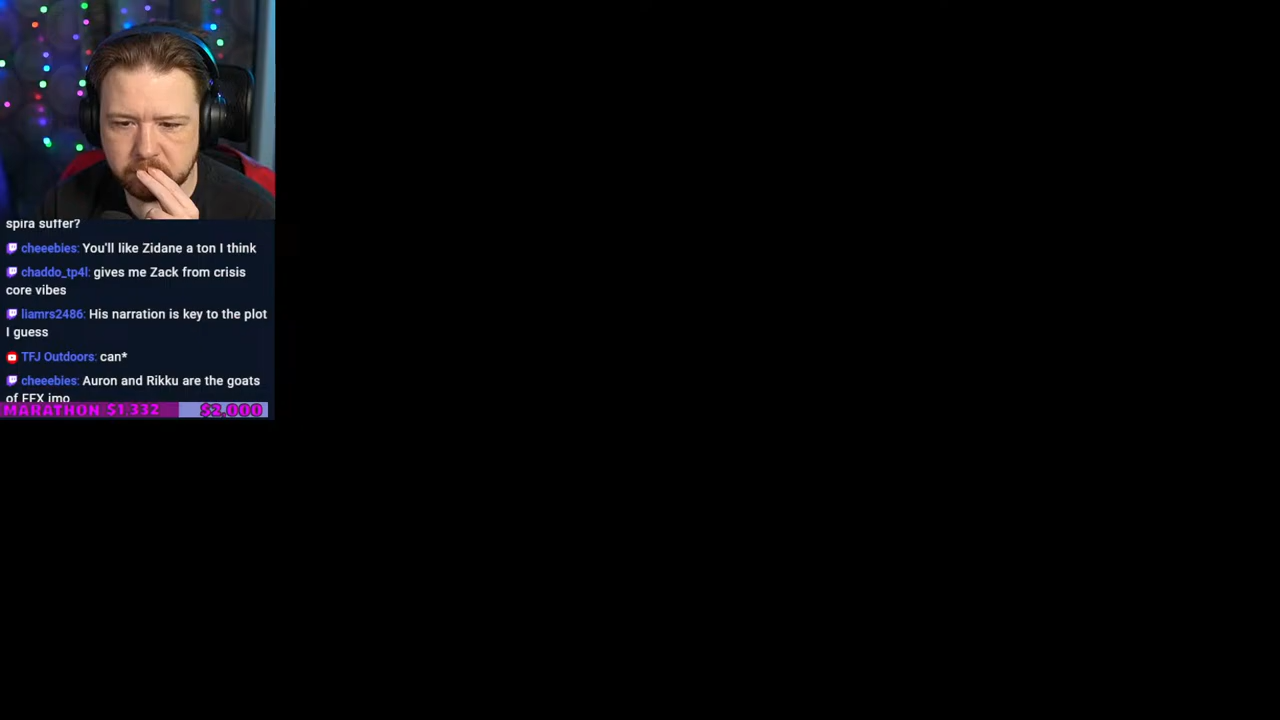 spira suffer?
cheeebies: You'll like Zidane a ton I think
chaddo_tp4l: gives me Zack from crisis
core vibes
liamrs2486: His narration is key to the plot
I guess
TFJ Outdoors: can*
cheeebies: Auron and Rikku are the goats
of FFX imo
MARATHON $1,332 $2,000